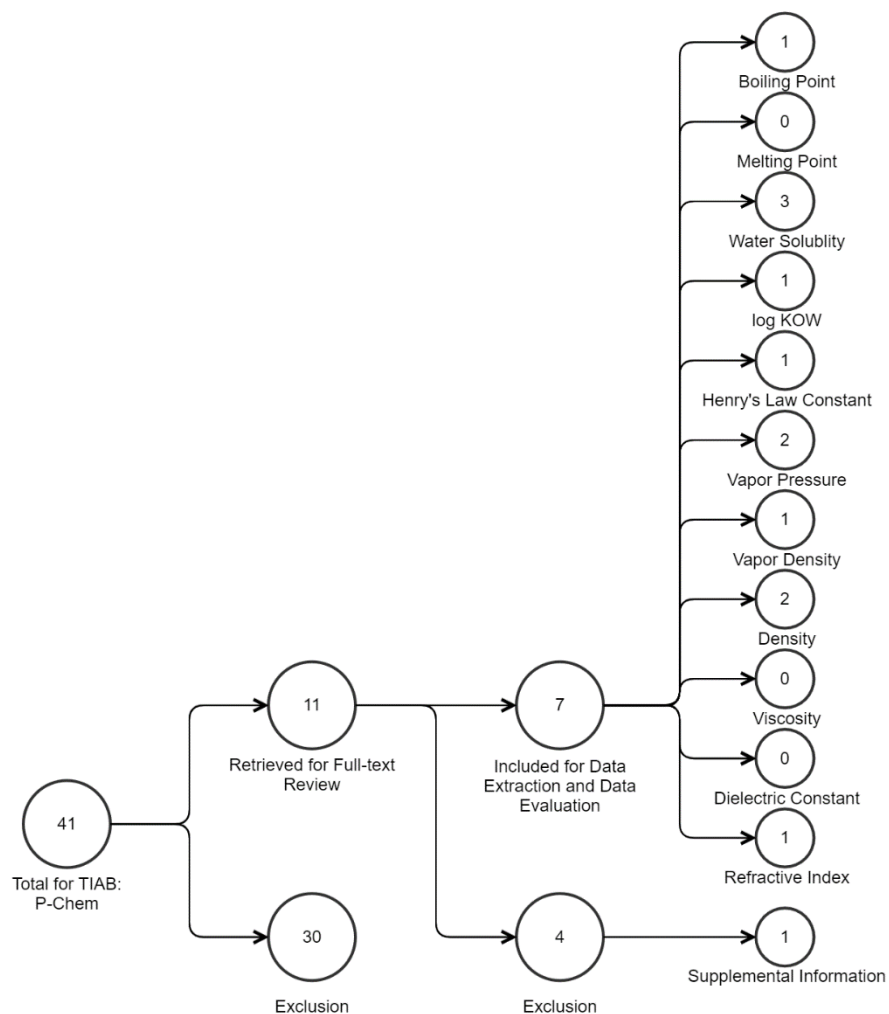 1
Boiling Point
0
Melting Point
3
Water Solublity
1
log KOW
1
Henry's Law Constant
2
Vapor Pressure
1
Vapor Density
2
Density
0
Viscosity
0
Dielectric Constant
1
Refractive Index
11
Retrieved for Full-text
Review
7
Included for Data
Extraction and Data
Evaluation
41
Total for TIAB:
P-Chem
30
Exclusion
4
Exclusion
1
Supplemental Information